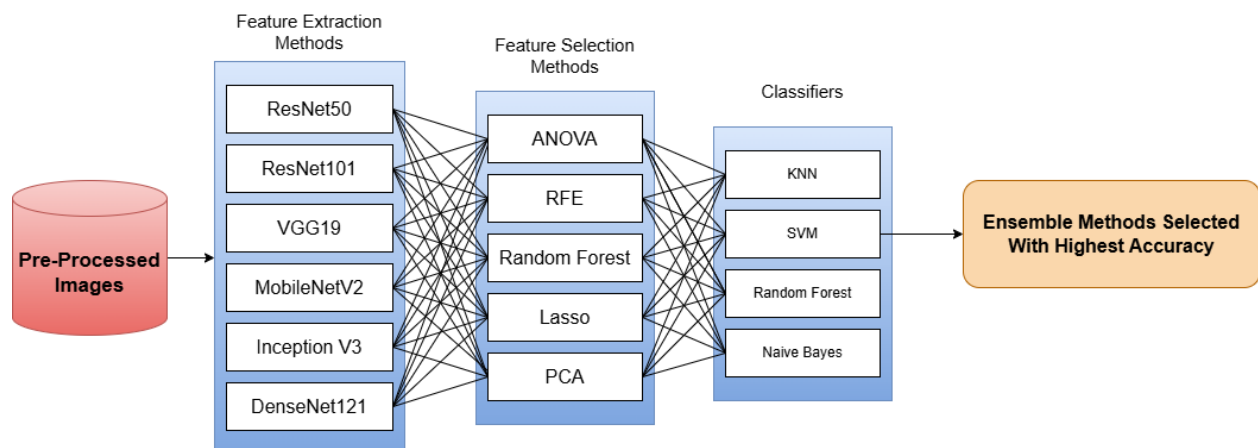 Feature Extraction
Methods
Feature Selection
Methods
Classifiers
Pre-Processed
Images
ResNet50
ResNet101
VGG19
MobileNetV2
Inception V3
DenseNet121
ANOVA
RFE
Random Forest
Lasso
PCA
KNN
SVM
Random Forest
Naive Bayes
Ensemble Methods Selected
With Highest Accuracy